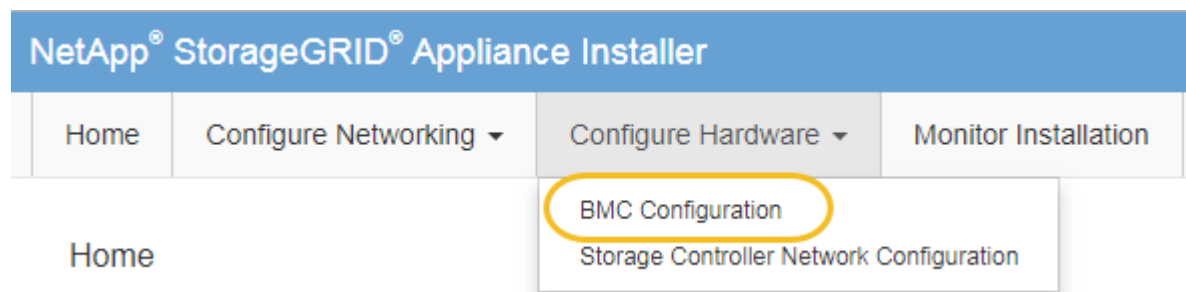 NetApp® StorageGRID® Appliance Installer
Home Configure Networking Configure Hardware Monitor Installation
BMC Configuration
Home
Storage Controller Network Configuration